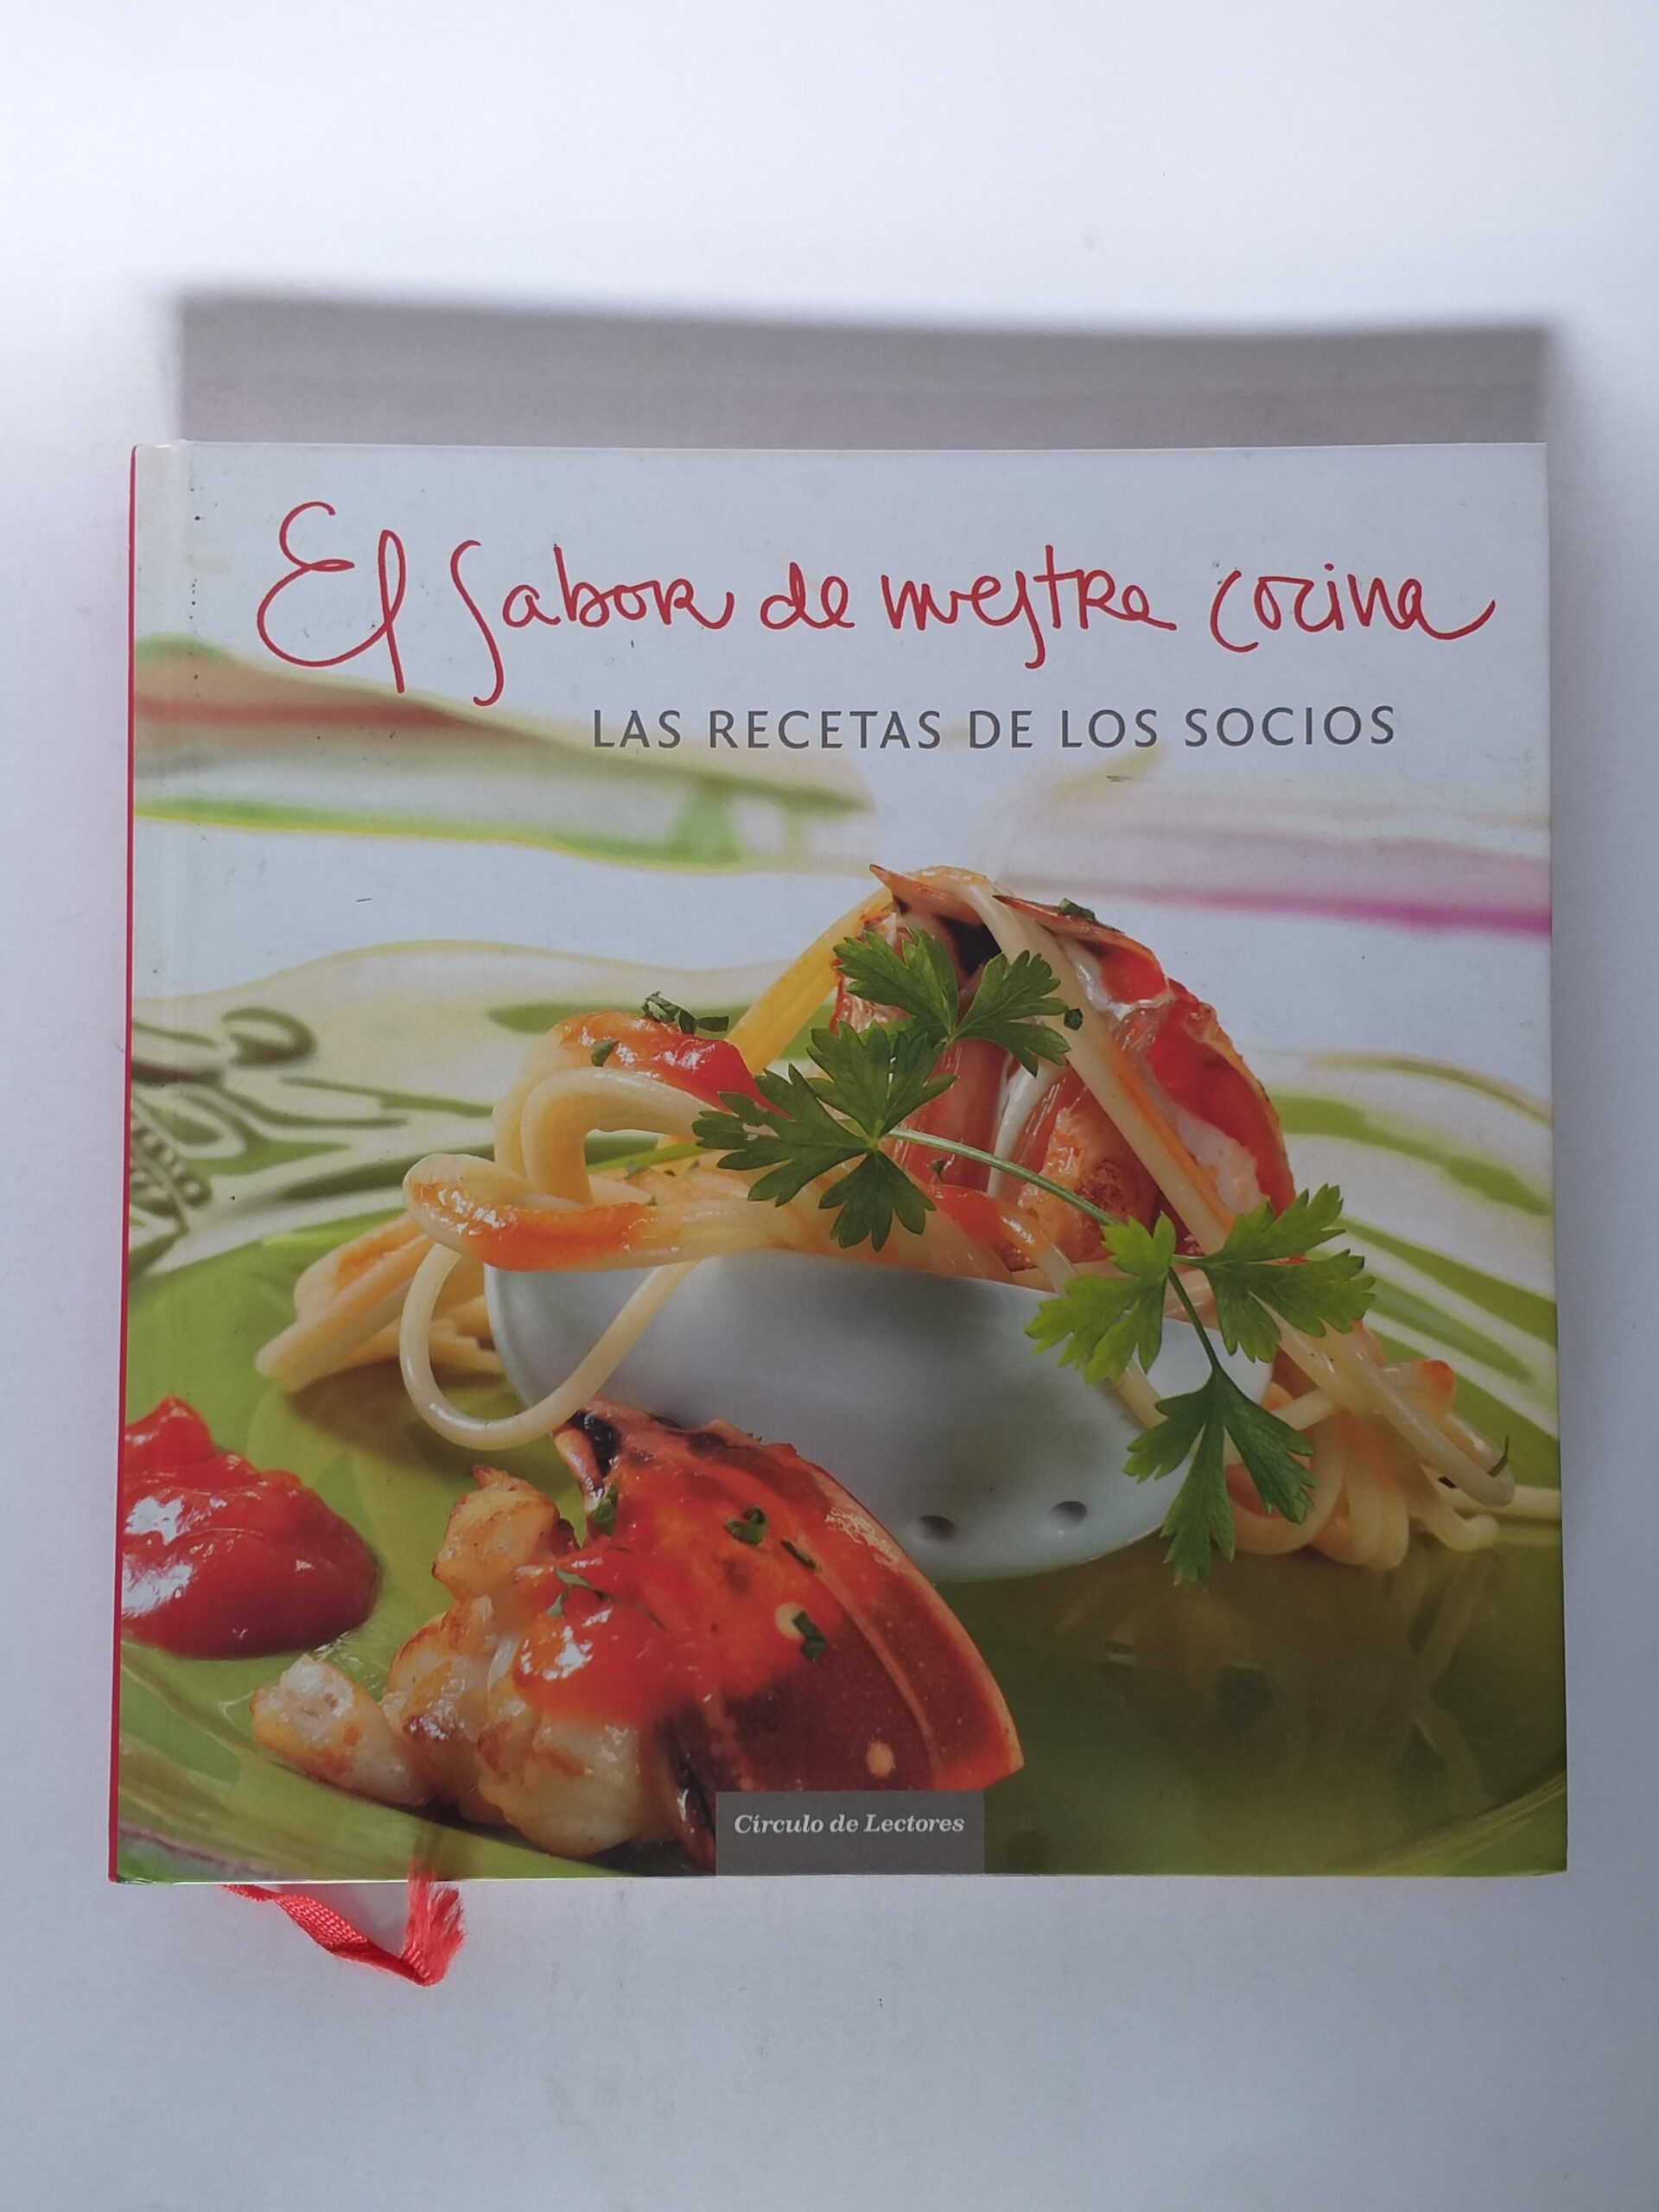 El sabor de nuestra cocina
LAS RECETAS DE LOS SOCIOS
Círculo de Lectores